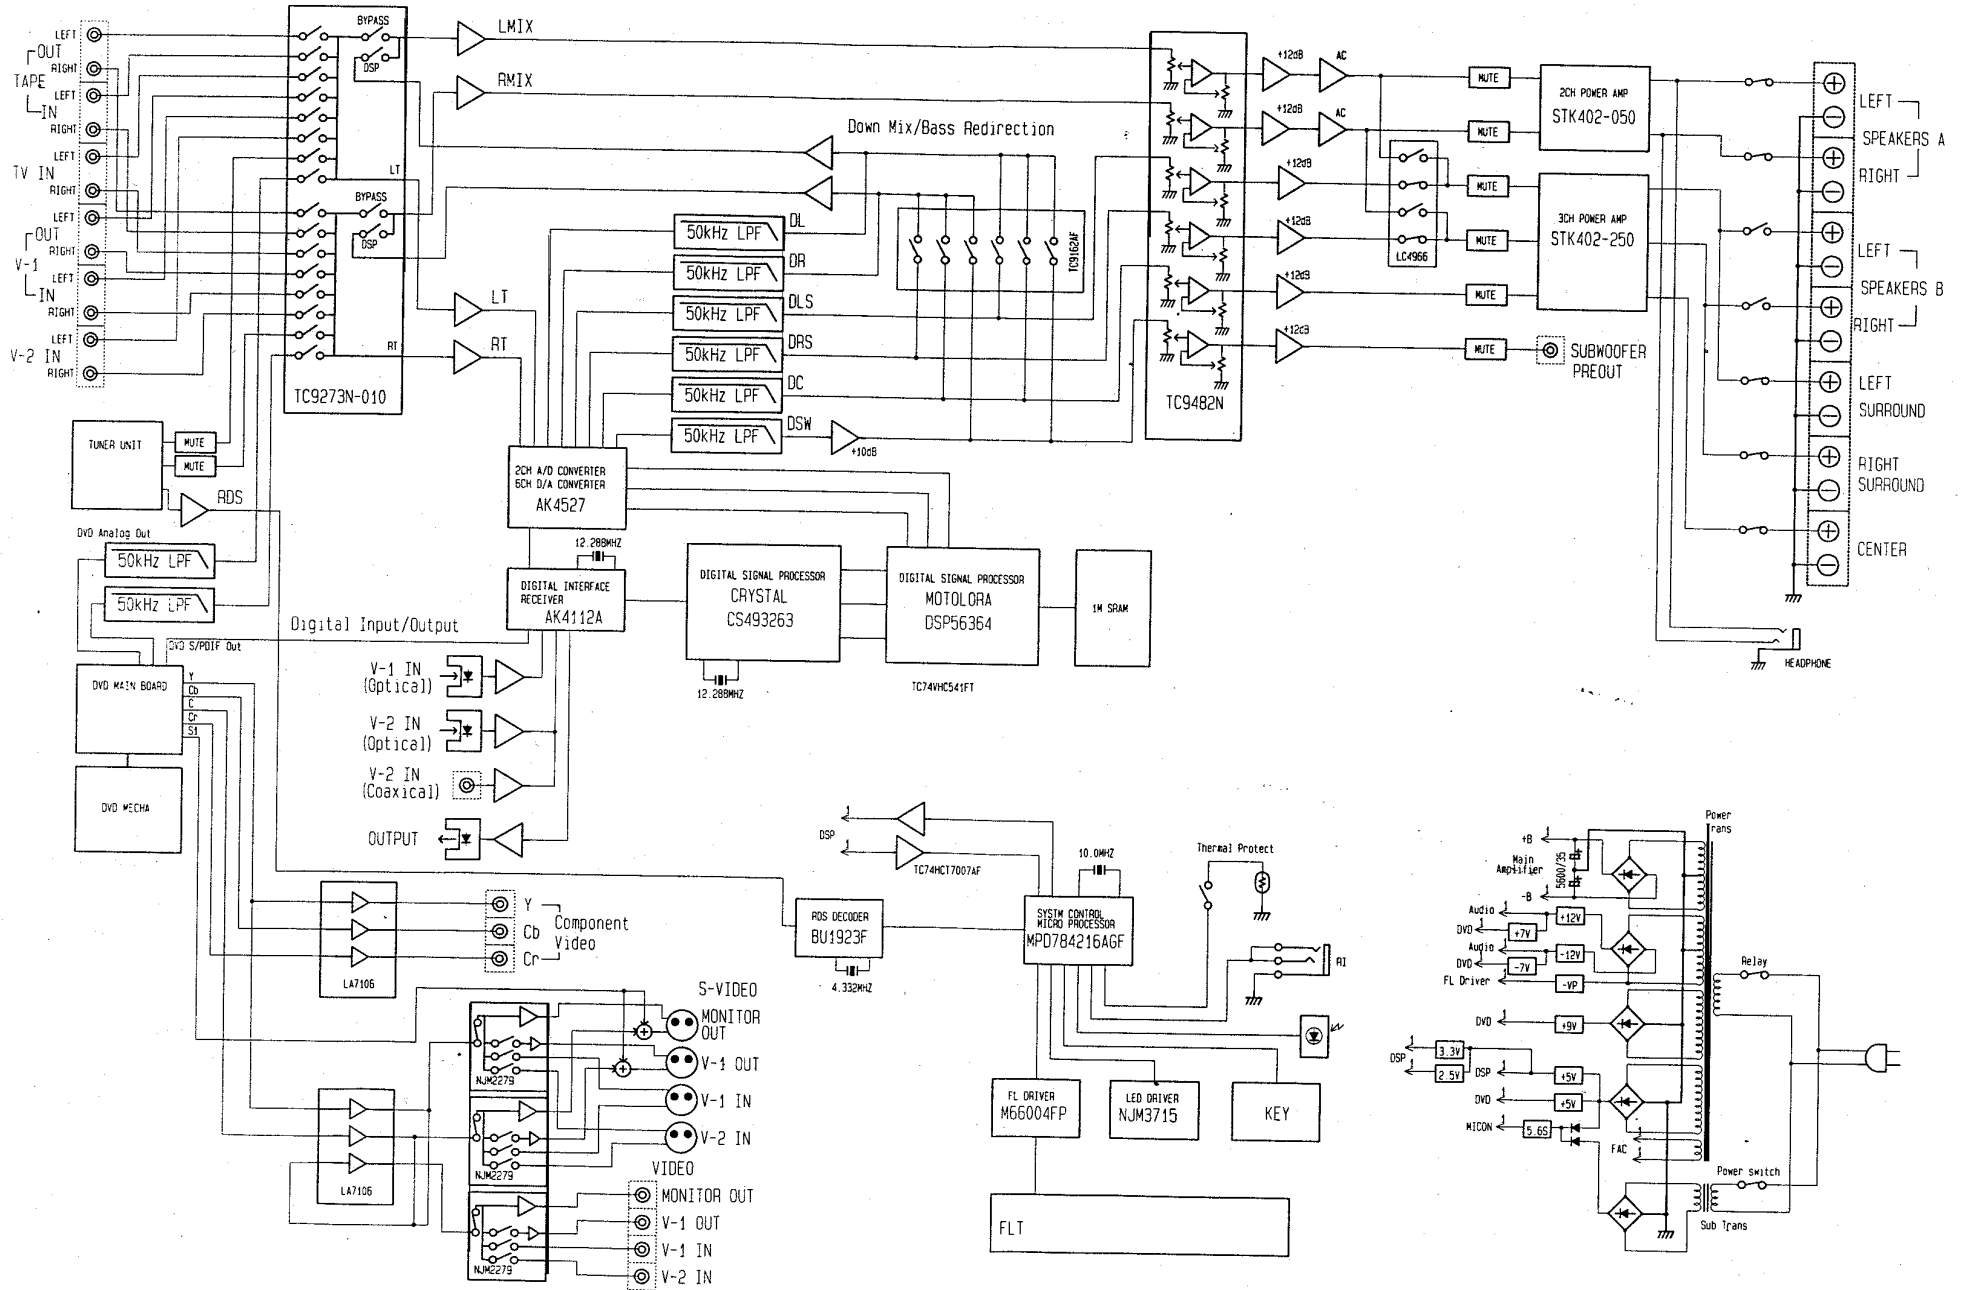 LEFT
OUT
RIGHT
TAPE
LEFT
IN
RIGHT
LEFT
TV IN
RIGHT
LEFT
OUT
RIGHT
V-1
LEFT
IN
RIGHT
LEFT
V-2 IN
RIGHT
BYPASS
DSP
LT
BYPASS
DSP
RT
TC9273N-010
LMIX
RMIX
LT
RT
Down Mix/Bass Redirection
50kHz LPF
DL
50kHz LPF
DR
50kHz LPF
DLS
50kHz LPF
DRS
50kHz LPF
DC
50kHz LPF
DSW
+10dB
TC9162AF
TC9482N
+12dB
AC
+12dB
AC
+12dB
+12dB
+12dB
+12dB
LC4966
MUTE
MUTE
MUTE
MUTE
MUTE
MUTE
2CH POWER AMP
STK402-050
3CH POWER AMP
STK402-250
SUBWOOFER
PREOUT
LEFT
SPEAKERS A
RIGHT
LEFT
SPEAKERS B
RIGHT
LEFT
SURROUND
RIGHT
SURROUND
CENTER
HEADPHONE
TUNER UNIT
MUTE
MUTE
RDS
DVD Analog Out
50kHz LPF
50kHz LPF
Digital Input/Output
DVD S/PDIF Out
DVD MAIN BOARD
Y
Cb
C
Cr
S1
DVD MECHA
2CH A/D CONVERTER
6CH D/A CONVERTER
AK4527
12.288MHZ
DIGITAL INTERFACE
RECEIVER
AK4112A
DIGITAL SIGNAL PROCESSOR
CRYSTAL
CS493263
12.288MHZ
DIGITAL SIGNAL PROCESSOR
MOTOLORA
DSP56364
TC74VHC541FT
1M SRAM
V-1 IN
(Optical)
V-2 IN
(Optical)
V-2 IN
(Coaxical)
OUTPUT
DSP
TC74HCT7007AF
10.0MHZ
Thermal Protect
RDS DECODER
BU1923F
4.332MHZ
SYSTM CONTROL
MICRO PROCESSOR
MPD784216AGF
RI
FL DRIVER
M66004FP
LED DRIVER
NJM3715
KEY
FLT
LA7106
Y
Cb
Cr
Component
Video
LA7106
NJM2279
NJM2279
NJM2279
S-VIDEO
MONITOR
OUT
V-1 OUT
V-1 IN
V-2 IN
VIDEO
MONITOR OUT
V-1 OUT
V-1 IN
V-2 IN
Power
rans
+B
Main
Amplifier
5600/35
-B
Audio
+12V
DVD
+7V
Audio
-12V
DVD
-7V
FL Driver
-VP
DVD
+9V
DSP
3.3V
2.5V
DSP
+5V
DVD
+5V
MICON
5.6S
FAC
Relay
Power switch
Sub Trans